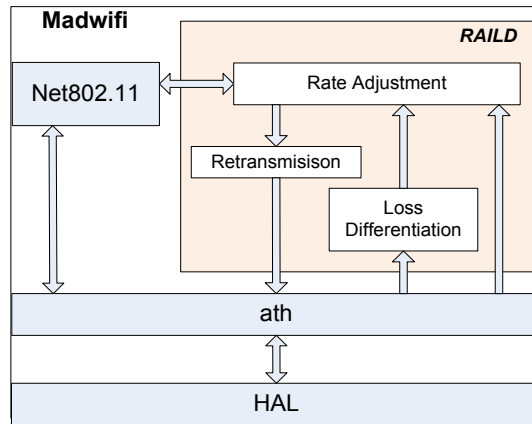 Madwifi
RAILD
Net802.11
Rate Adjustment
Retransmisison
Loss
Differentiation
ath
HAL